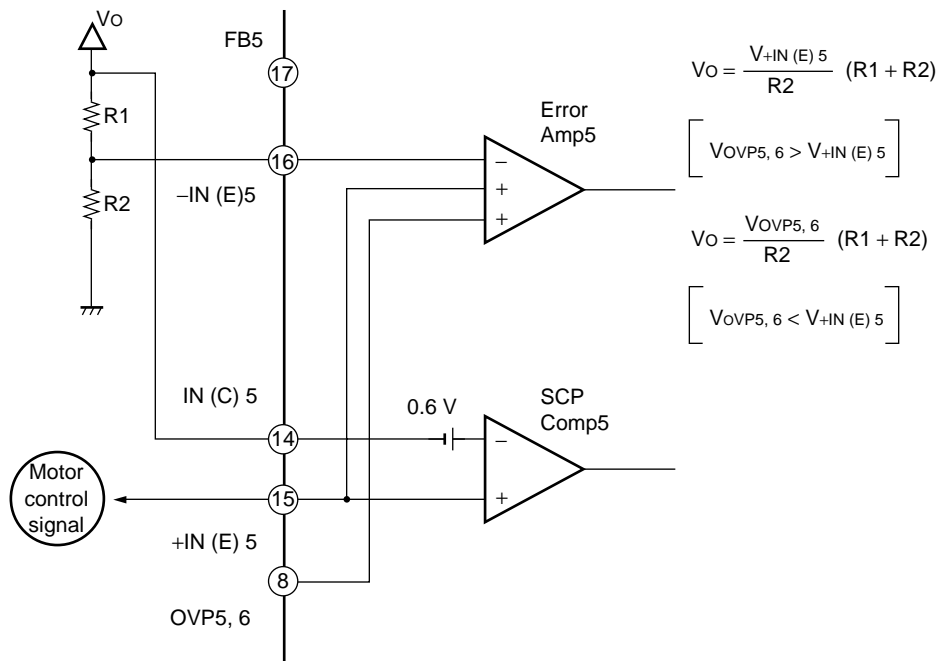 VO
R1
R2
FB5
17
16
−IN (E)5
Error
Amp5
−
+
+
VO = V+IN (E) 5 / R2 (R1 + R2)
[ VOVP5, 6 > V+IN (E) 5 ]
VO = VOVP5, 6 / R2 (R1 + R2)
[ VOVP5, 6 < V+IN (E) 5 ]
IN (C) 5
14
0.6 V
SCP
Comp5
−
+
Motor
control
signal
15
+IN (E) 5
8
OVP5, 6